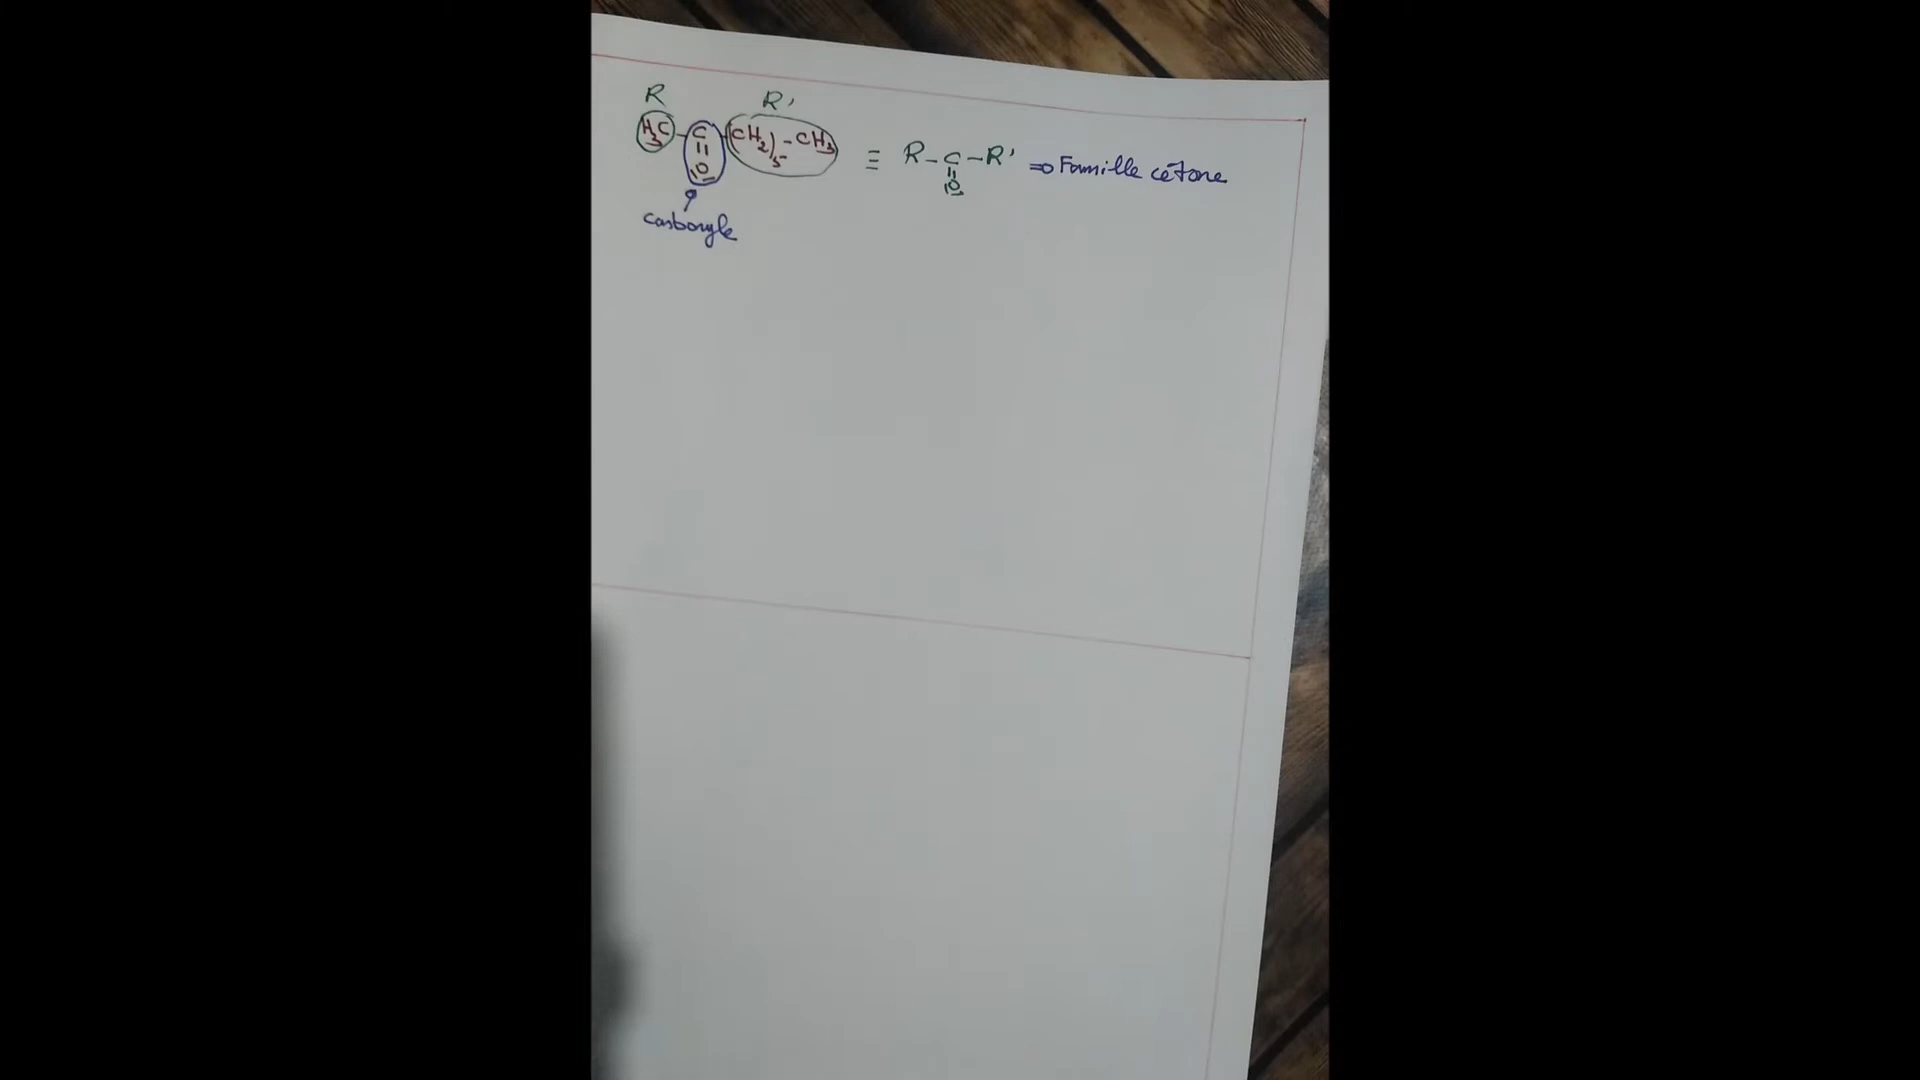 R R'
H₃C-C-(CH₂)₅-CH₃ ≡ R-C-R' ⇒ Famille cétone
|| ||
O O
carbonyle